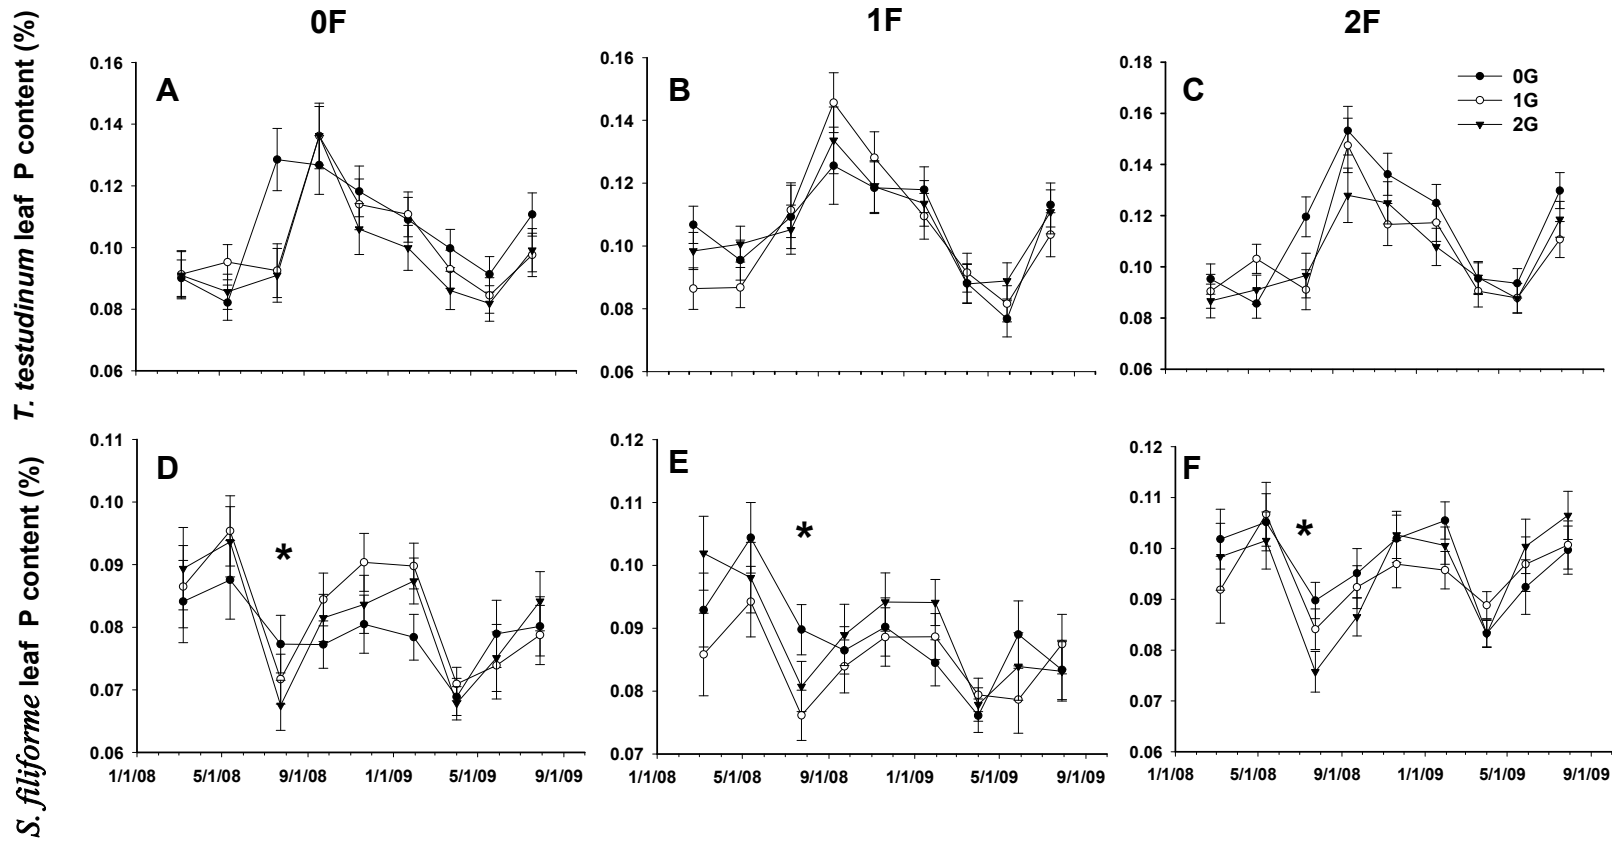 0F 1F 2F
T. testudinum leaf P content (%)
A
0.16
0.14
0.12
0.10
0.08
0.06
B
0.16
0.14
0.12
0.10
0.08
0.06
C
0.18
0.16
0.14
0.12
0.10
0.08
0.06
0G
1G
2G
S. filiforme leaf P content (%)
D
0.11
0.10
0.09
0.08
0.07
0.06
*
1/1/08 5/1/08 9/1/08 1/1/09 5/1/09 9/1/09
E
0.12
0.11
0.10
0.09
0.08
0.07
*
1/1/08 5/1/08 9/1/08 1/1/09 5/1/09 9/1/09
F
0.12
0.11
0.10
0.09
0.08
0.07
0.06
*
1/1/08 5/1/08 9/1/08 1/1/09 5/1/09 9/1/09